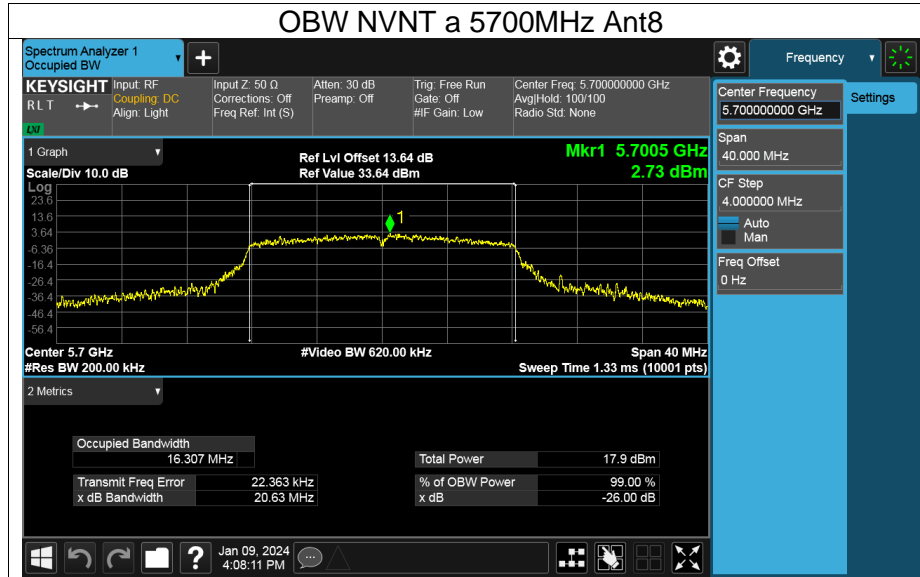 OBW NVNT a 5700MHz Ant8
Spectrum Analyzer 1
Occupied BW
+
Frequency
KEYSIGHT
R L T
LXI
Input: RF
Coupling: DC
Align: Light
Input Z: 50 Ω
Corrections: Off
Freq Ref: Int (S)
Atten: 30 dB
Preamp: Off
Trig: Free Run
Gate: Off
#IF Gain: Low
Center Freq: 5.700000000 GHz
Avg|Hold: 100/100
Radio Std: None
Center Frequency
5.700000000 GHz
Settings
Span
40.000 MHz
CF Step
4.000000 MHz
Auto
Man
Freq Offset
0 Hz
1 Graph
Scale/Div 10.0 dB
Ref Lvl Offset 13.64 dB
Ref Value 33.64 dBm
Mkr1 5.7005 GHz
2.73 dBm
Log
23.6
13.6
3.64
-6.36
-16.4
-26.4
-36.4
-46.4
-56.4
1
Center 5.7 GHz
#Video BW 620.00 kHz
Span 40 MHz
#Res BW 200.00 kHz
Sweep Time 1.33 ms (10001 pts)
2 Metrics
Occupied Bandwidth
16.307 MHz
Total Power 17.9 dBm
Transmit Freq Error 22.363 kHz
% of OBW Power 99.00 %
x dB Bandwidth 20.63 MHz
x dB -26.00 dB
?
Jan 09, 2024
4:08:11 PM